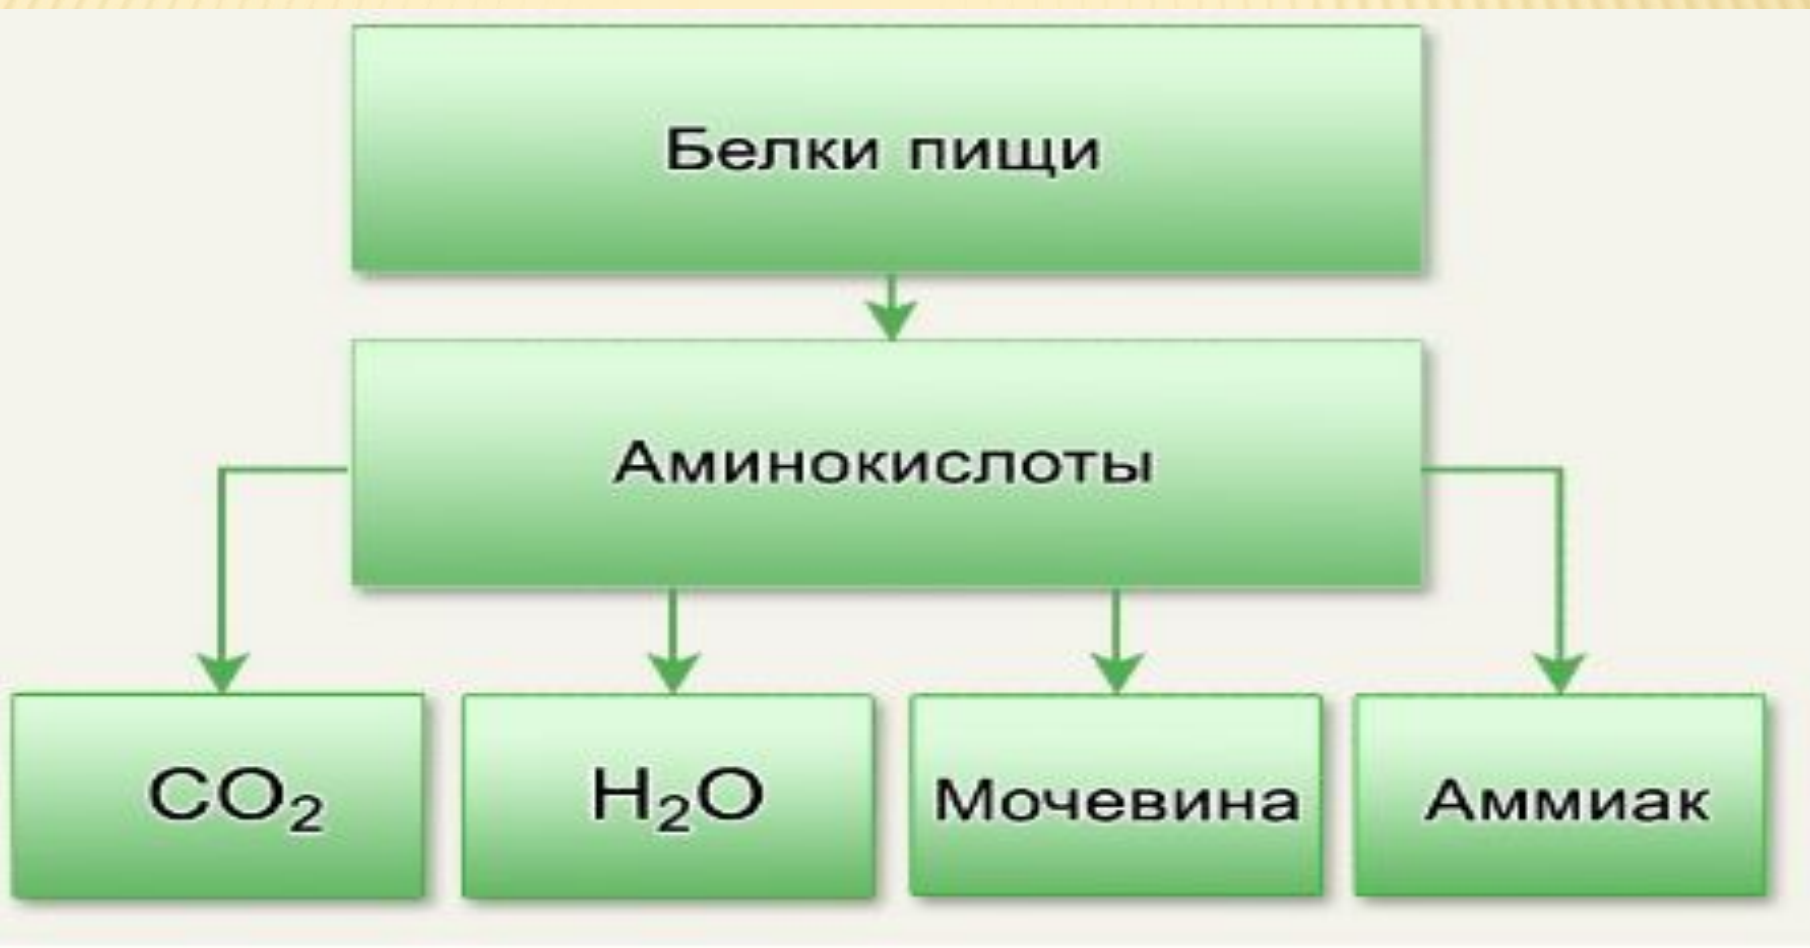 Белки пищи
Аминокислоты
CO₂
H₂O
Мочевина
Аммиак